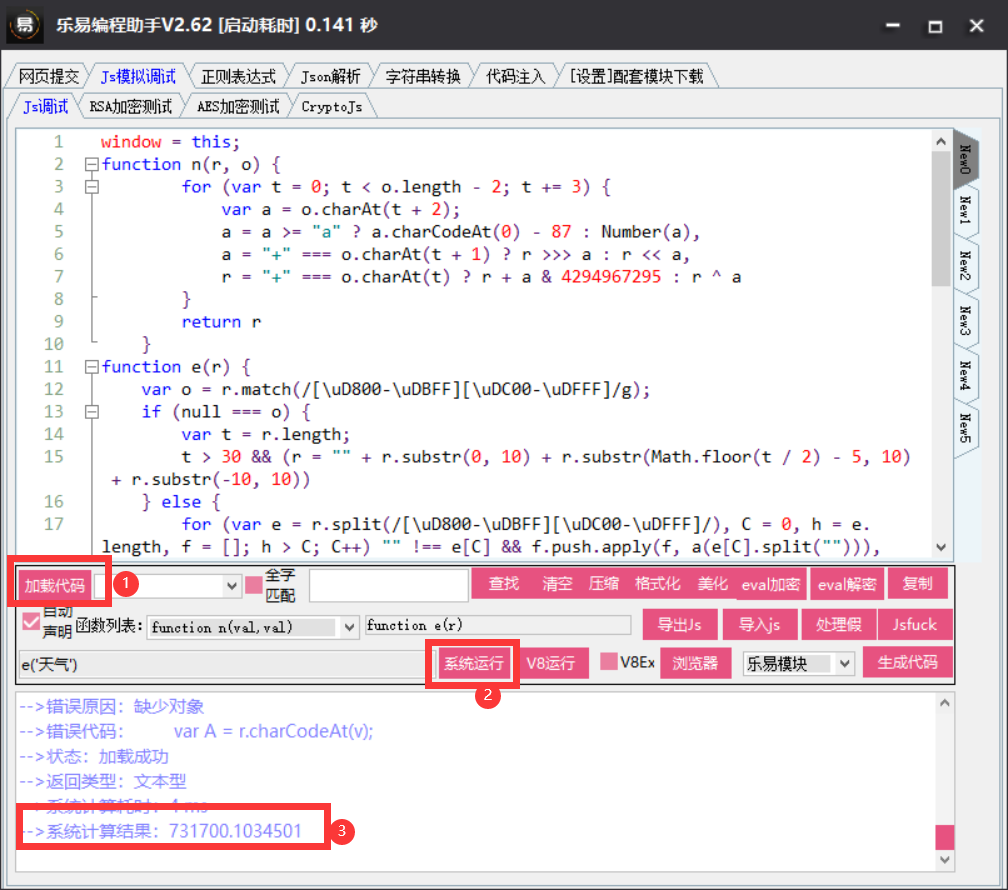 易 乐易编程助手V2.62 [启动耗时] 0.141 秒
网页提交 Js模拟调试 正则表达式 Json解析 字符串转换 代码注入 [设置]配套模块下载
Js调试 RSA加密测试 AES加密测试 CryptoJs
1 window = this;
2 function n(r, o) {
3 for (var t = 0; t < o.length - 2; t += 3) {
4 var a = o.charAt(t + 2);
5 a = a >= "a" ? a.charCodeAt(0) - 87 : Number(a),
6 a = "+" === o.charAt(t + 1) ? r >>> a : r << a,
7 r = "+" === o.charAt(t) ? r + a & 4294967295 : r ^ a
8 }
9 return r
10 }
11 function e(r) {
12 var o = r.match(/[\uD800-\uDBFF][\uDC00-\uDFFF]/g);
13 if (null === o) {
14 var t = r.length;
15 t > 30 && (r = "" + r.substr(0, 10) + r.substr(Math.floor(t / 2) - 5, 10)
+ r.substr(-10, 10))
16 } else {
17 for (var e = r.split(/[\uD800-\uDBFF][\uDC00-\uDFFF]/), C = 0, h = e.
length, f = []; h > C; C++) "" !== e[C] && f.push.apply(f, a(e[C].split(""))),
New0
New1
New2
New3
New4
New5
加载代码 1 全字匹配 查找 清空 压缩 格式化 美化 eval加密 eval解密 复制
自动声明 函数列表: function n(val,val) function e(r) 导出Js 导入js 处理假 Jsfuck
e('天气') 系统运行 V8运行 V8Ex 浏览器 乐易模块 生成代码
2
-->错误原因：缺少对象
-->错误代码： var A = r.charCodeAt(v);
-->状态：加载成功
-->返回类型：文本型
-->系统计算耗时：4 ms
-->系统计算结果：731700.1034501 3